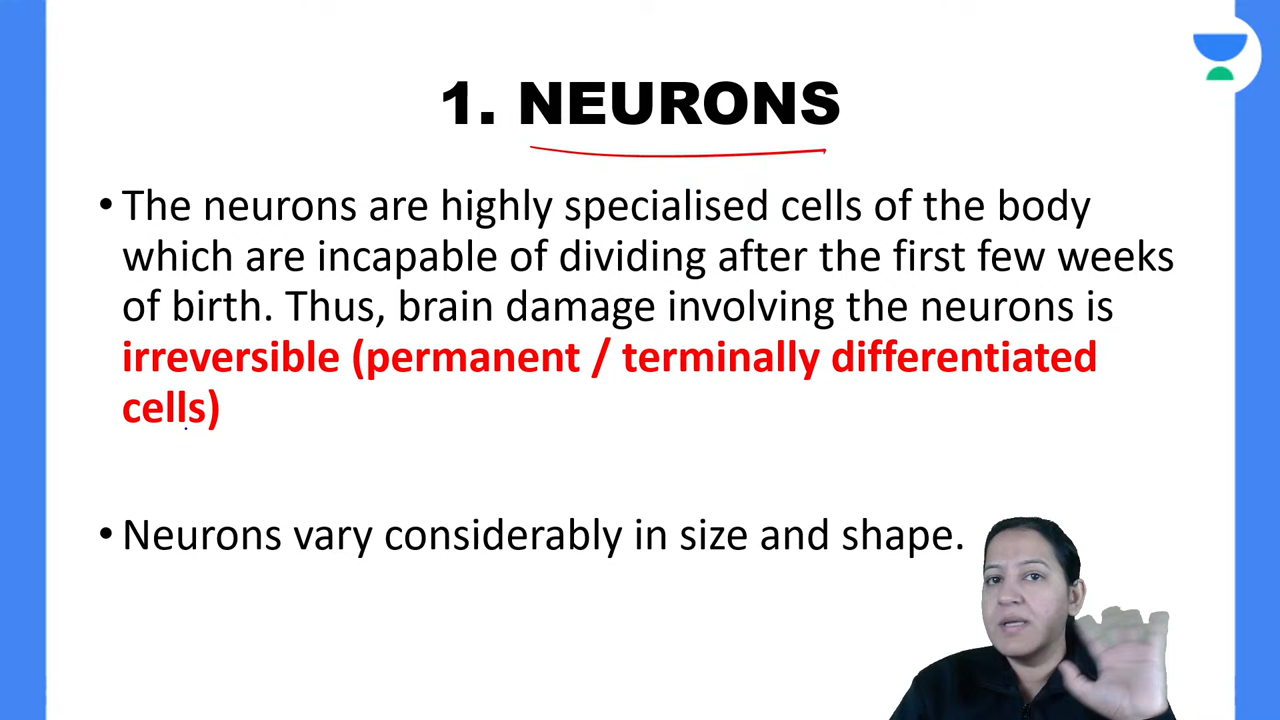 1. NEURONS
• The neurons are highly specialised cells of the body
which are incapable of dividing after the first few weeks
of birth. Thus, brain damage involving the neurons is
irreversible (permanent / terminally differentiated
cells)
• Neurons vary considerably in size and shape.